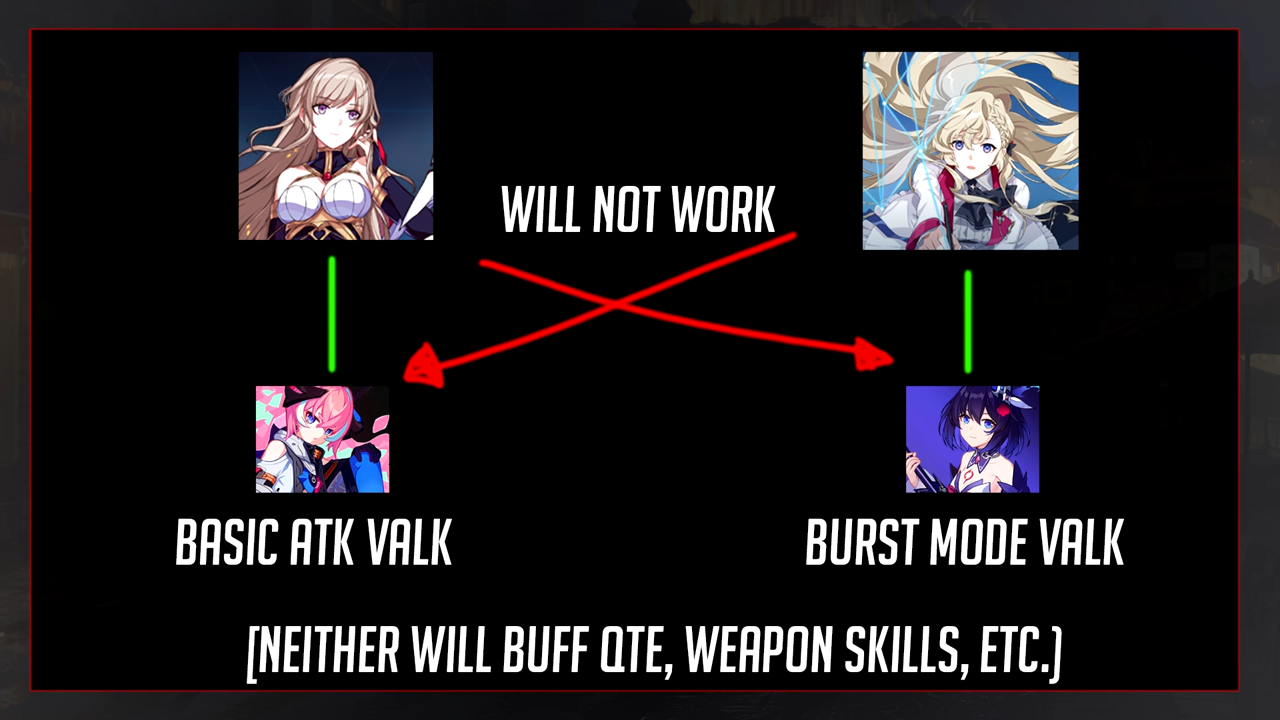 WILL NOT WORK
BASIC ATK VALK
BURST MODE VALK
[NEITHER WILL BUFF QTE, WEAPON SKILLS, ETC.]